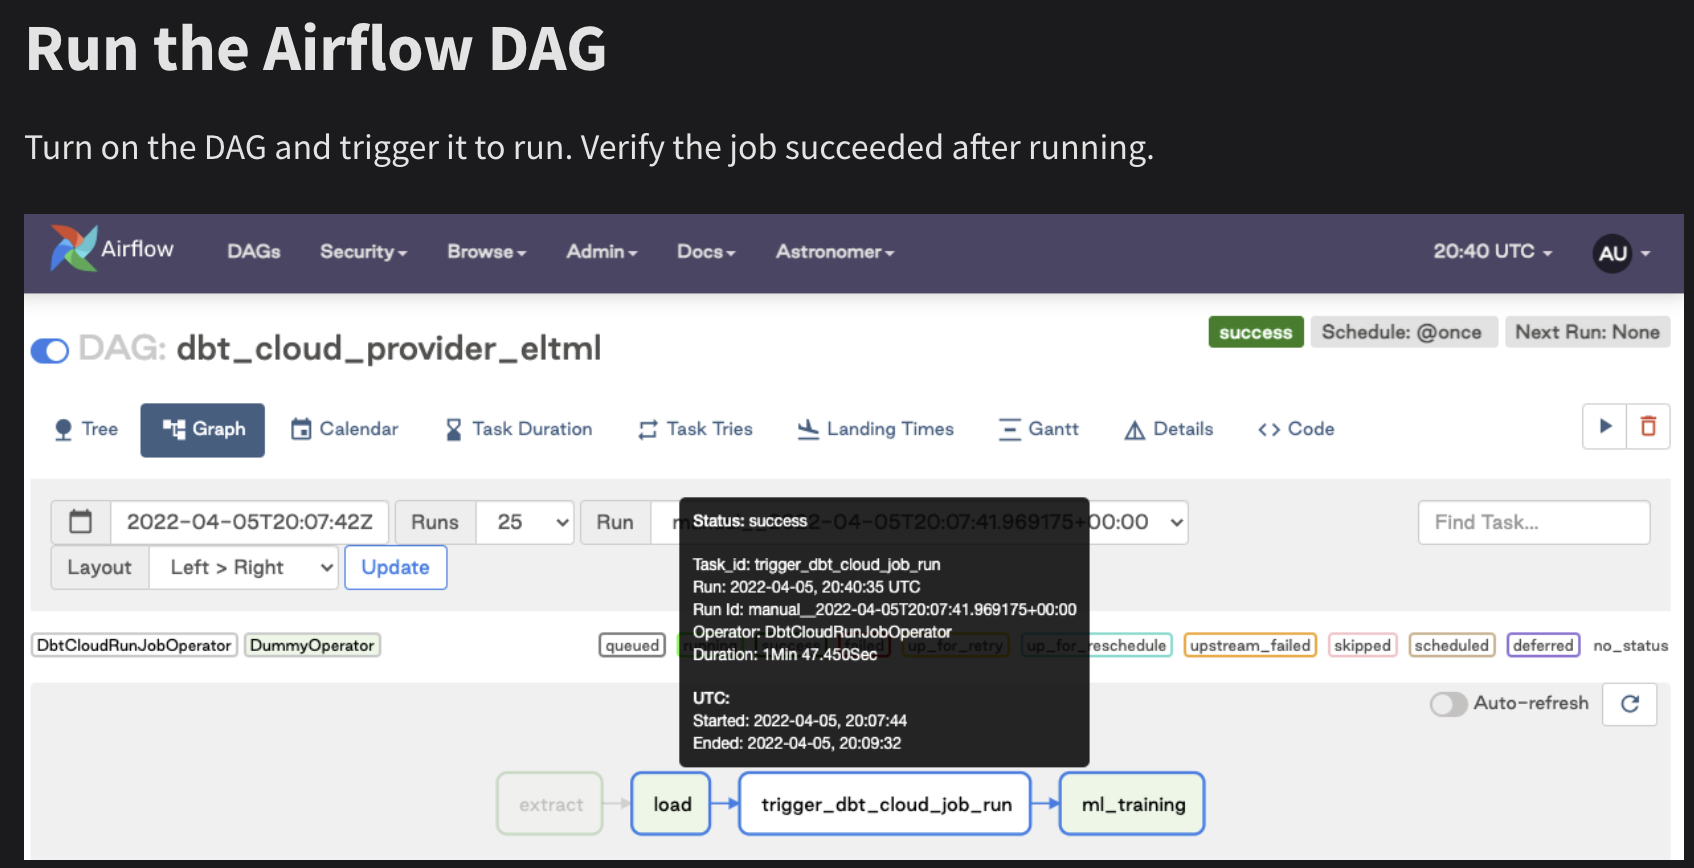 Run the Airflow DAG
Turn on the DAG and trigger it to run. Verify the job succeeded after running.
Airflow DAGs Security Browse Admin Docs Astronomer 20:40 UTC AU
DAG: dbt_cloud_provider_eltml success Schedule: @once Next Run: None
Tree Graph Calendar Task Duration Task Tries Landing Times Gantt Details Code
2022-04-05T20:07:42Z Runs 25 Run 2022-04-05T20:07:41.969175+00:00 Find Task...
Layout Left > Right Update
Status: success
Task_id: trigger_dbt_cloud_job_run
Run: 2022-04-05, 20:40:35 UTC
Run Id: manual__2022-04-05T20:07:41.969175+00:00
Operator: DbtCloudRunJobOperator
Duration: 1Min 47.450Sec
UTC:
Started: 2022-04-05, 20:07:44
Ended: 2022-04-05, 20:09:32
DbtCloudRunJobOperator DummyOperator queued running success failed up_for_retry up_for_reschedule upstream_failed skipped scheduled deferred no_status
Auto-refresh
extract load trigger_dbt_cloud_job_run ml_training